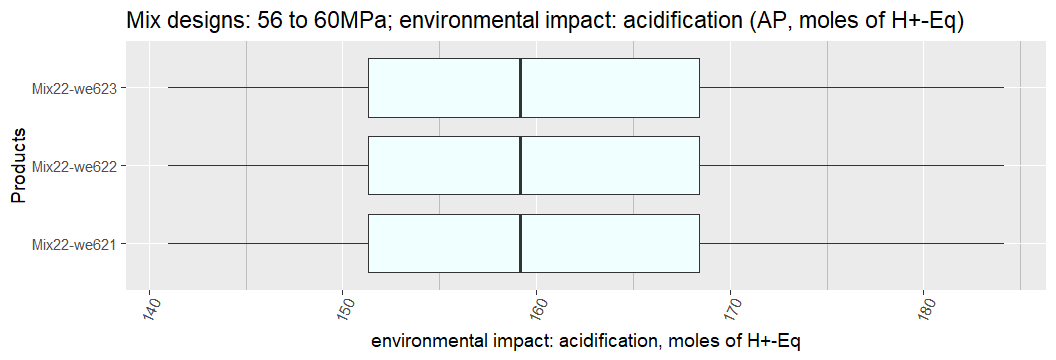 Mix designs: 56 to 60MPa; environmental impact: acidification (AP, moles of H+-Eq)
Products
Mix22-we623
Mix22-we622
Mix22-we621
140 150 160 170 180
environmental impact: acidification, moles of H+-Eq